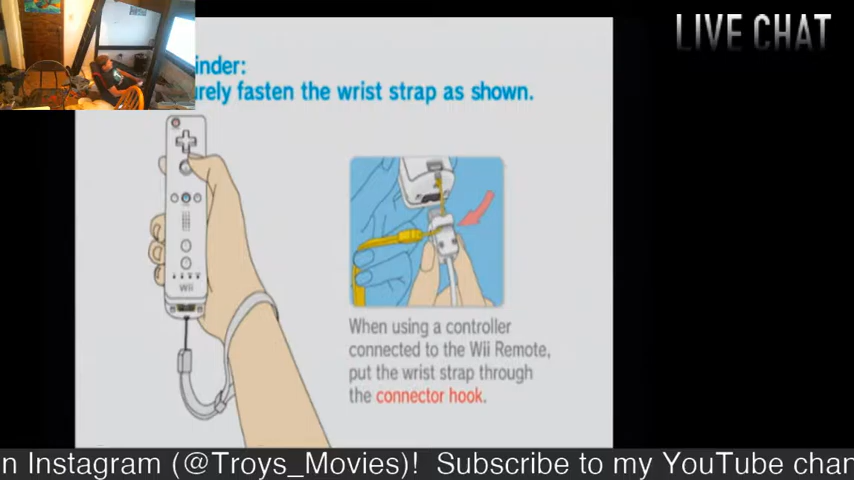 LIVE CHAT
inder:
urely fasten the wrist strap as shown.
Wii
When using a controller
connected to the Wii Remote,
put the wrist strap through
the connector hook.
n Instagram (@Troys_Movies)! Subscribe to my YouTube chan